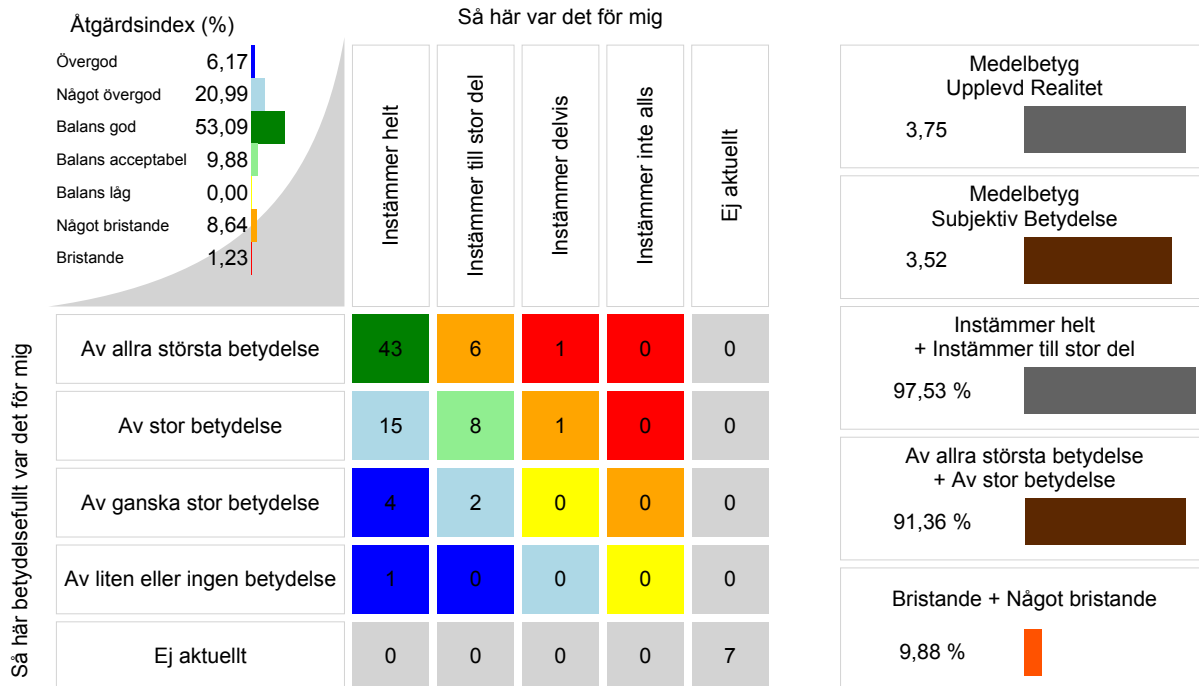 Åtgärdsindex (%)
Övergod 6,17
Något övergod 20,99
Balans god 53,09
Balans acceptabel 9,88
Balans låg 0,00
Något bristande 8,64
Bristande 1,23
Så här var det för mig
Instämmer helt
Instämmer till stor del
Instämmer delvis
Instämmer inte alls
Ej aktuellt
Så här betydelsefullt var det för mig
Av allra största betydelse 43 6 1 0 0
Av stor betydelse 15 8 1 0 0
Av ganska stor betydelse 4 2 0 0 0
Av liten eller ingen betydelse 1 0 0 0 0
Ej aktuellt 0 0 0 0 7
Medelbetyg
Upplevd Realitet
3,75
Medelbetyg
Subjektiv Betydelse
3,52
Instämmer helt
+ Instämmer till stor del
97,53 %
Av allra största betydelse
+ Av stor betydelse
91,36 %
Bristande + Något bristande
9,88 %